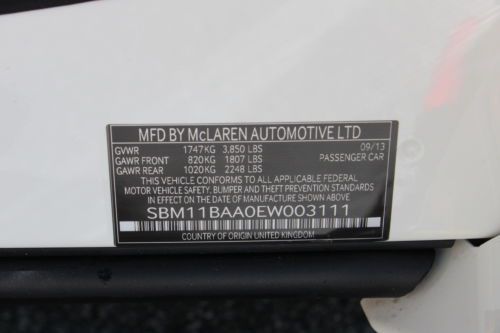 MFD BY McLAREN AUTOMOTIVE LTD
GVWR 1747KG 3,850 LBS 09/13
GAWR FRONT 820KG 1807 LBS PASSENGER CAR
GAWR REAR 1020KG 2248 LBS
THIS VEHICLE CONFORMS TO ALL APPLICABLE FEDERAL
MOTOR VEHICLE SAFETY, BUMPER AND THEFT PREVENTION STANDARDS
IN EFFECT ON THE DATE OF MANUFACTURE SHOWN ABOVE.
SBM11BAA0EW003111
COUNTRY OF ORIGIN UNITED KINGDOM